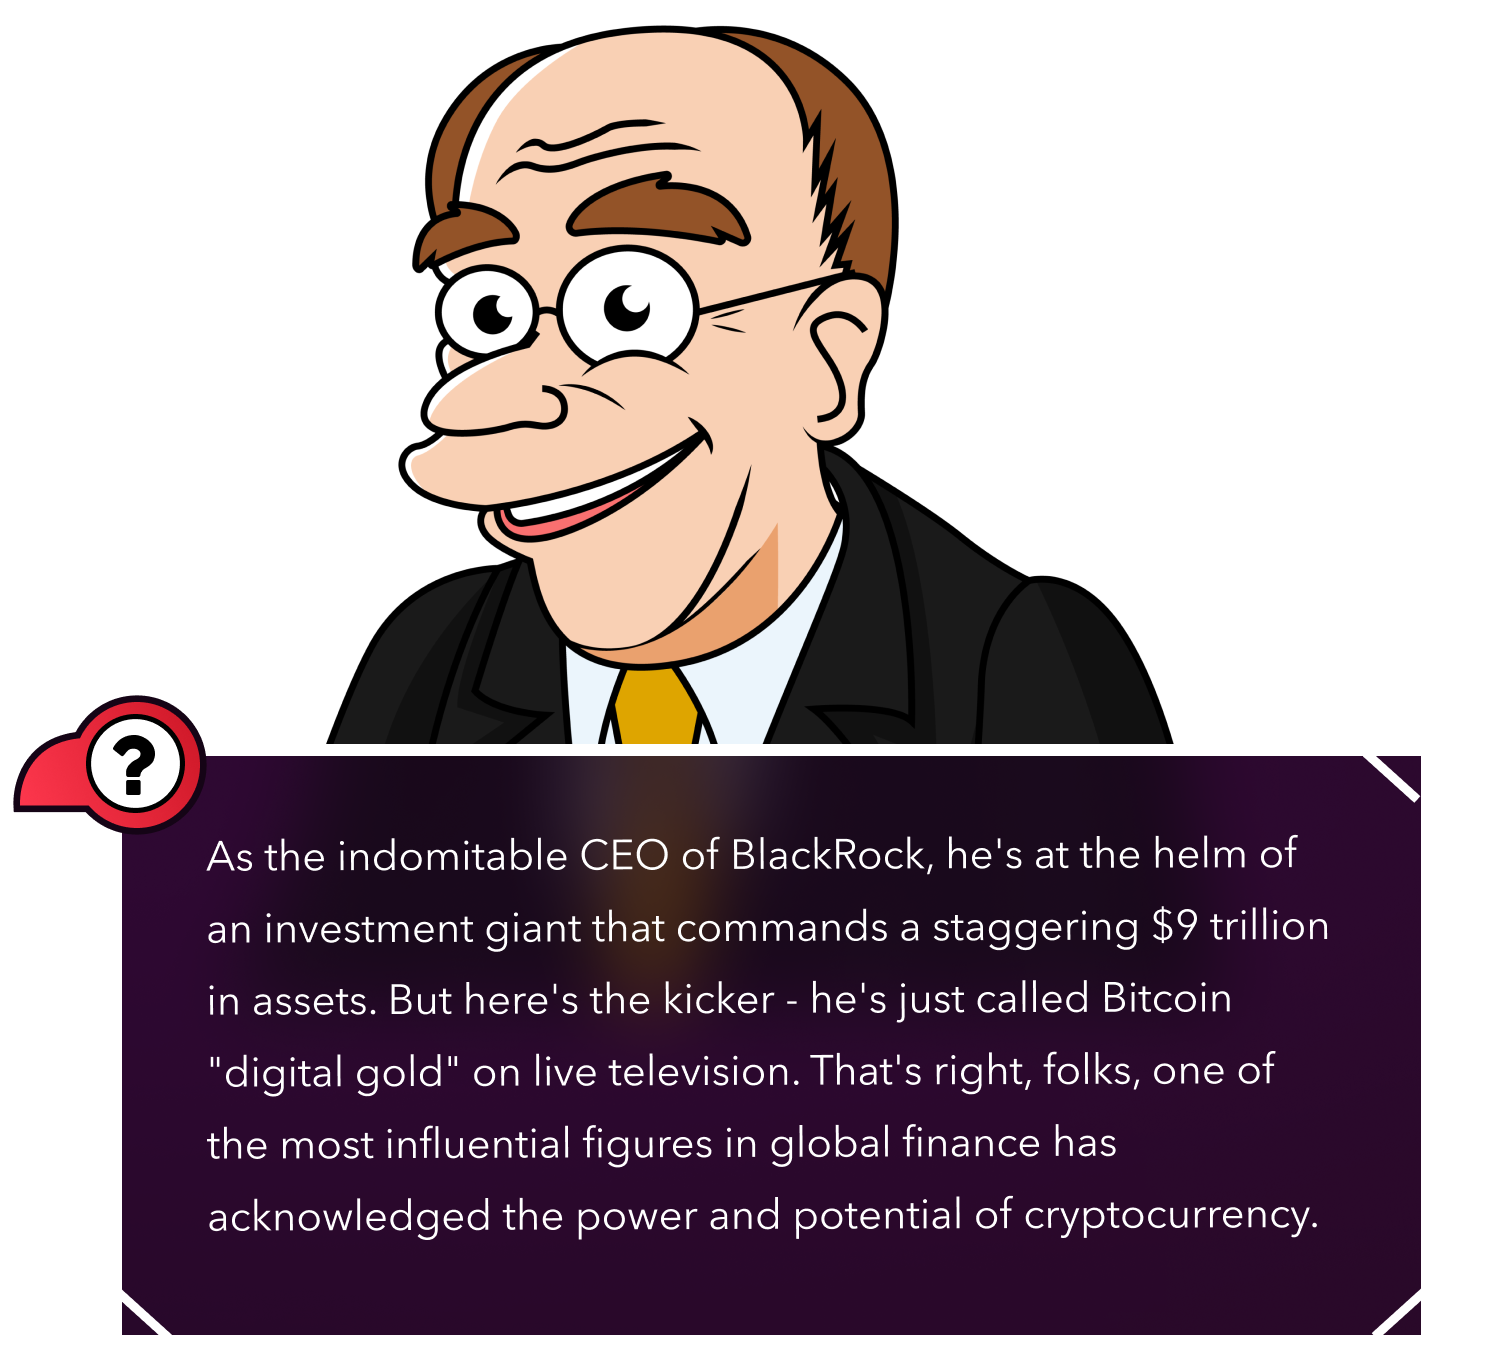 ?
As the indomitable CEO of BlackRock, he's at the helm of
an investment giant that commands a staggering $9 trillion
in assets. But here's the kicker - he's just called Bitcoin
"digital gold" on live television. That's right, folks, one of
the most influential figures in global finance has
acknowledged the power and potential of cryptocurrency.